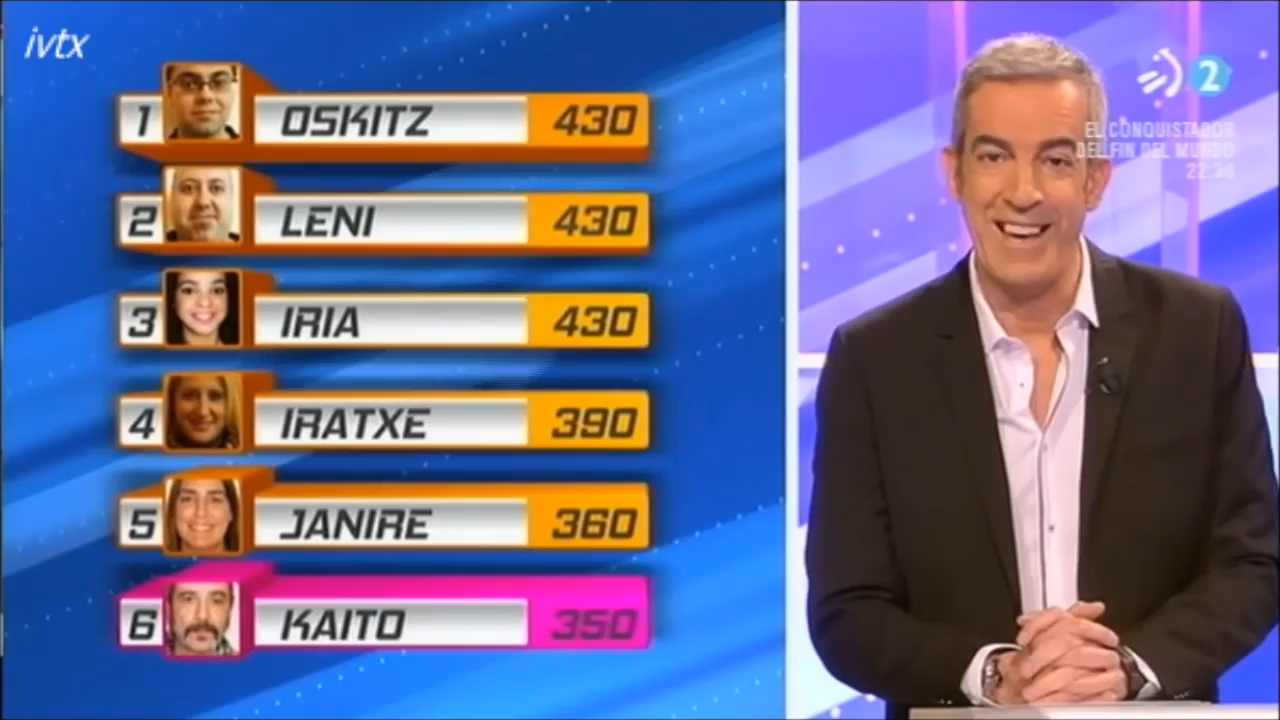 ivtx
1 OSKITZ 430
2 LENI 430
3 IRIA 430
4 IRATXE 390
5 JANIRE 360
6 KAITO 350
2
EL CONQUISTADOR
DEL FIN DEL MUNDO
22:30